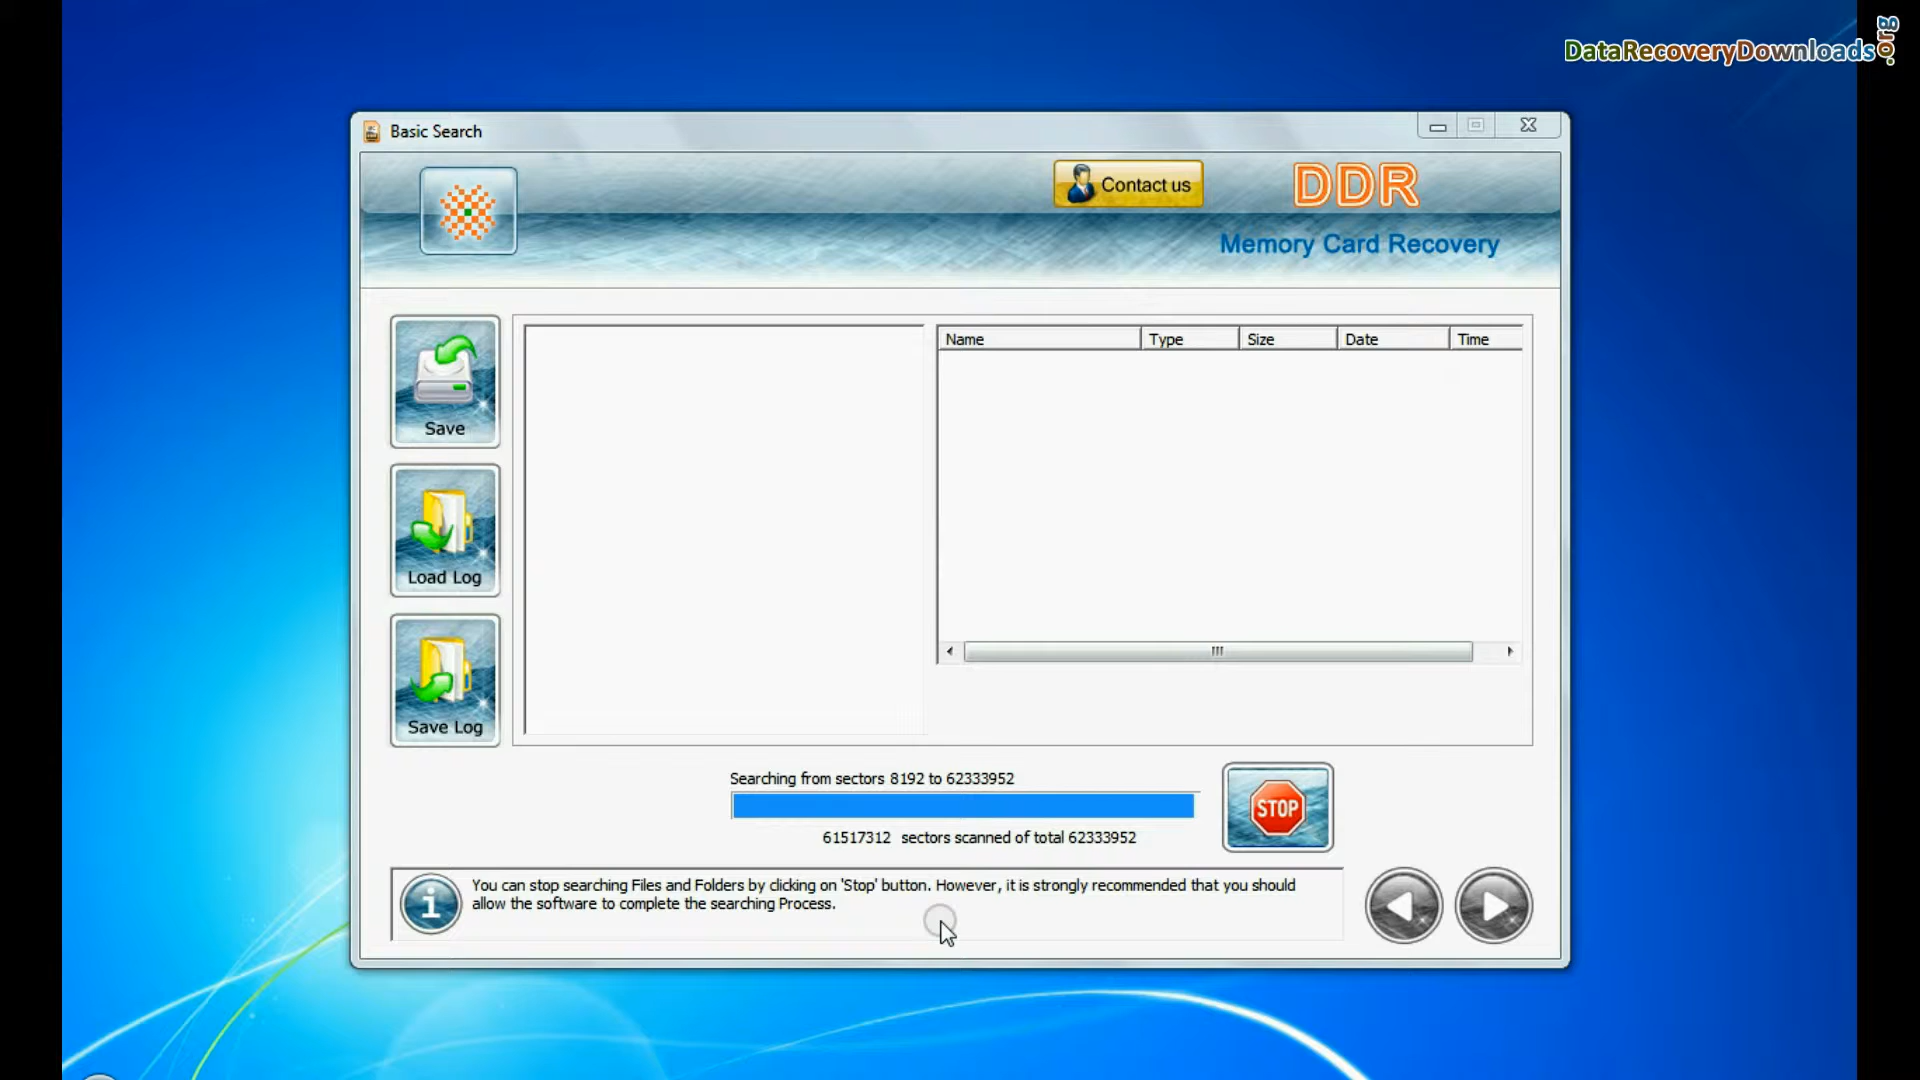 DataRecoveryDownloads.org
Basic Search
Contact us
DDR
Memory Card Recovery
Save
Load Log
Save Log
Name Type Size Date Time
Searching from sectors 8192 to 62333952
STOP
61517312 sectors scanned of total 62333952
You can stop searching Files and Folders by clicking on 'Stop' button. However, it is strongly recommended that you should
allow the software to complete the searching Process.